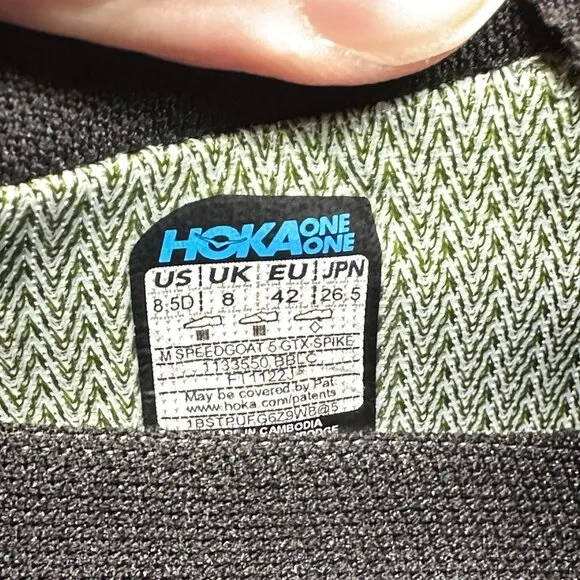 HOKA ONE ONE
US UK EU JPN
8.5D 8 42 26.5
M SPEEDGOAT 5 GTX SPIKE
1133550 BBLC
May be covered by Pat.
www.hoka.com/patents
IN CAMBODIA